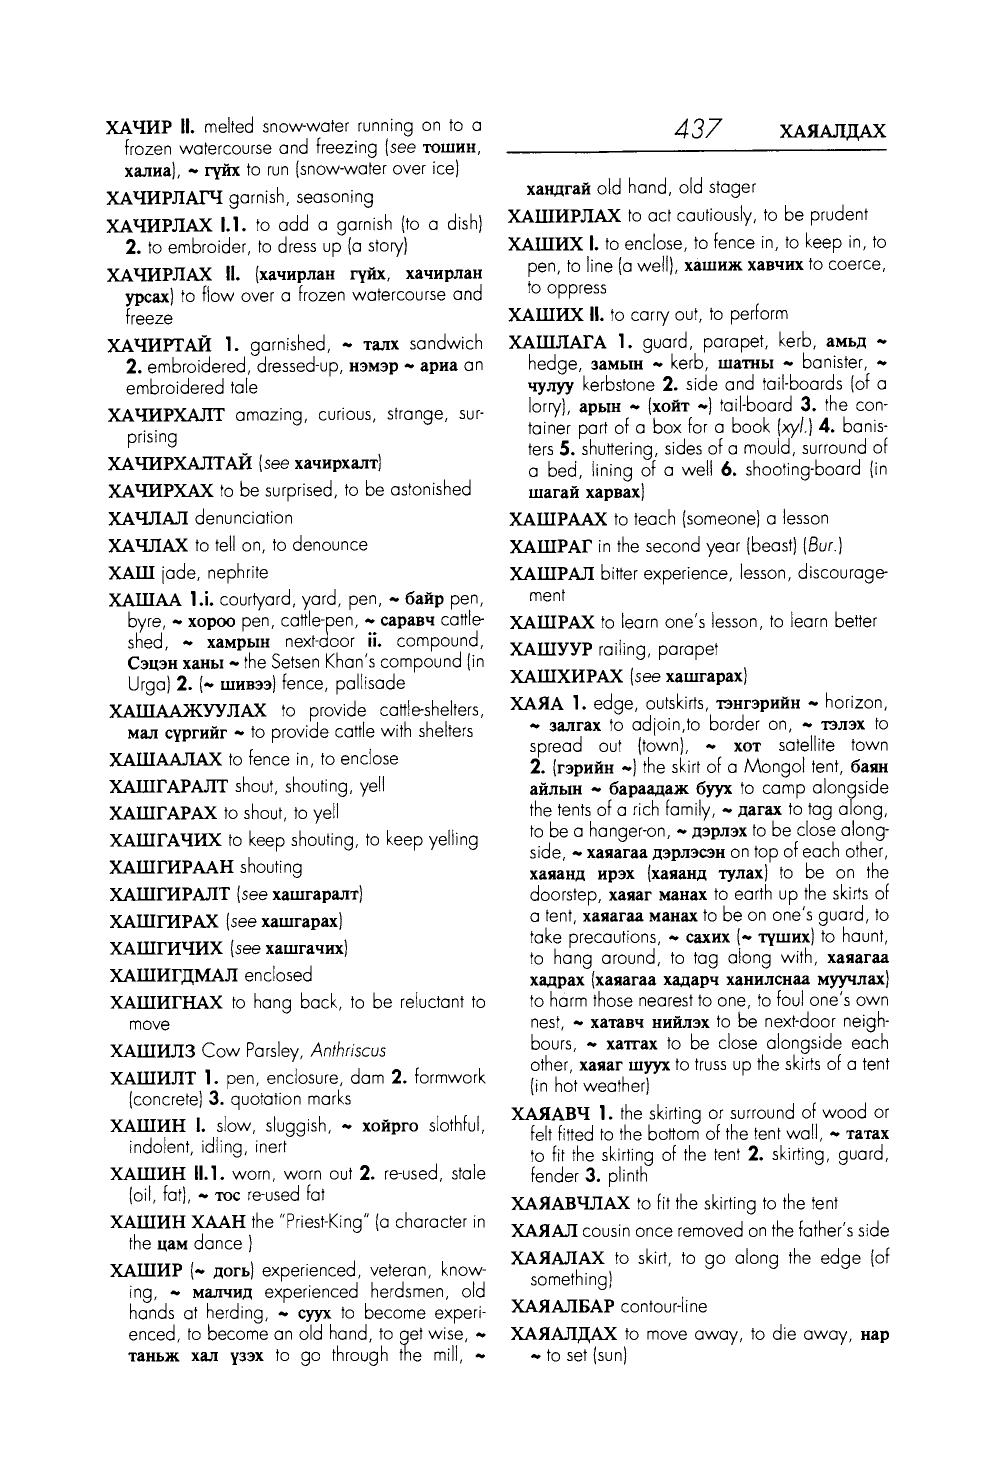 ХАЧИР II. melted snow-water running on to a
frozen watercourse and freezing (see тошин,
халиа), ~ гүйх to run (snow-water over ice)
ХАЧИРЛАГЧ garnish, seasoning
ХАЧИРЛАХ I.1. to add a garnish (to a dish)
2. to embroider, to dress up (a story)
ХАЧИРЛАХ II. (хачирлан гүйх, хачирлан
урсах) to flow over a frozen watercourse and
freeze
ХАЧИРТАЙ 1. garnished, ~ талх sandwich
2. embroidered, dressed-up, нэмэр ~ ариа an
embroidered tale
ХАЧИРХАЛТ amazing, curious, strange, sur-
prising
ХАЧИРХАЛТАЙ (see хачирхалт)
ХАЧИРХАХ to be surprised, to be astonished
ХАЧЛАЛ denunciation
ХАЧЛАХ to tell on, to denounce
ХАШ jade, nephrite
ХАШАА 1.i. courtyard, yard, pen, ~ байр pen,
byre, ~ хороо pen, cattle-pen, ~ саравч cattle-
shed, ~ хамрын next-door ii. compound,
Сэцэн ханы ~ the Setsen Khan's compound (in
Urga) 2. (~ шивээ) fence, pallisade
ХАШААЖУУЛАХ to provide cattle-shelters,
мал сүргийг ~ to provide cattle with shelters
ХАШААЛАХ to fence in, to enclose
ХАШГАРАЛТ shout, shouting, yell
ХАШГАРАХ to shout, to yell
ХАШГАЧИХ to keep shouting, to keep yelling
ХАШГИРААН shouting
ХАШГИРАЛТ (see хашгаралт)
ХАШГИРАХ (see хашгарах)
ХАШГИЧИХ (see хашгачих)
ХАШИГДМАЛ enclosed
ХАШИГНАХ to hang back, to be reluctant to
move
ХАШИЛЗ Cow Parsley, Anthriscus
ХАШИЛТ 1. pen, enclosure, dam 2. formwork
(concrete) 3. quotation marks
ХАШИН I. slow, sluggish, ~ хойрго slothful,
indolent, idling, inert
ХАШИН II.1. worn, worn out 2. re-used, stale
(oil, fat), ~ тос re-used fat
ХАШИН ХААН the "Priest-King" (a character in
the цам dance )
ХАШИР (~ догь) experienced, veteran, know-
ing, ~ малчид experienced herdsmen, old
hands at herding, ~ суух to become experi-
enced, to become an old hand, to get wise, ~
таньж хал үзэх to go through the mill, ~
437 ХАЯАЛДАХ
хандгай old hand, old stager
ХАШИРЛАХ to act cautiously, to be prudent
ХАШИХ I. to enclose, to fence in, to keep in, to
pen, to line (a well), хашиж хавчих to coerce,
to oppress
ХАШИХ II. to carry out, to perform
ХАШЛАГА 1. guard, parapet, kerb, амьд ~
hedge, замын ~ kerb, шатны ~ banister, ~
чулуу kerbstone 2. side and tail-boards (of a
lorry), арын ~ (хойт ~) tail-board 3. the con-
tainer part of a box for a book (xyl.) 4. banis-
ters 5. shuttering, sides of a mould, surround of
a bed, lining of a well 6. shooting-board (in
шагай харвах)
ХАШРААХ to teach (someone) a lesson
ХАШРАГ in the second year (beast) (Bur.)
ХАШРАЛ bitter experience, lesson, discourage-
ment
ХАШРАХ to learn one's lesson, to learn better
ХАШУУР railing, parapet
ХАШХИРАХ (see хашгарах)
ХАЯА 1. edge, outskirts, тэнгэрийн ~ horizon,
~ залгах to adjoin,to border on, ~ тэлэх to
spread out (town), ~ хот satellite town
2. (гэрийн ~) the skirt of a Mongol tent, баян
айлын ~ бараадаж буух to camp alongside
the tents of a rich family, ~ дагах to tag along,
to be a hanger-on, ~ дэрлэх to be close along-
side, ~ хаяагаа дэрлэсэн on top of each other,
хаяанд ирэх (хаяанд тулах) to be on the
doorstep, хаяаг манах to earth up the skirts of
a tent, хаяагаа манах to be on one's guard, to
take precautions, ~ сахих (~ түших) to haunt,
to hang around, to tag along with, хаяагаа
хадрах (хаяагаа хадарч ханилснаа муучлах)
to harm those nearest to one, to foul one's own
nest, ~ хатавч нийлэх to be next-door neigh-
bours, ~ хатгах to be close alongside each
other, хаяаг шуух to truss up the skirts of a tent
(in hot weather)
ХАЯАВЧ 1. the skirting or surround of wood or
felt fitted to the bottom of the tent wall, ~ татах
to fit the skirting of the tent 2. skirting, guard,
fender 3. plinth
ХАЯАВЧЛАХ to fit the skirting to the tent
ХАЯАЛ cousin once removed on the father's side
ХАЯАЛАХ to skirt, to go along the edge (of
something)
ХАЯАЛБАР contour-line
ХАЯАЛДАХ to move away, to die away, нар
~ to set (sun)